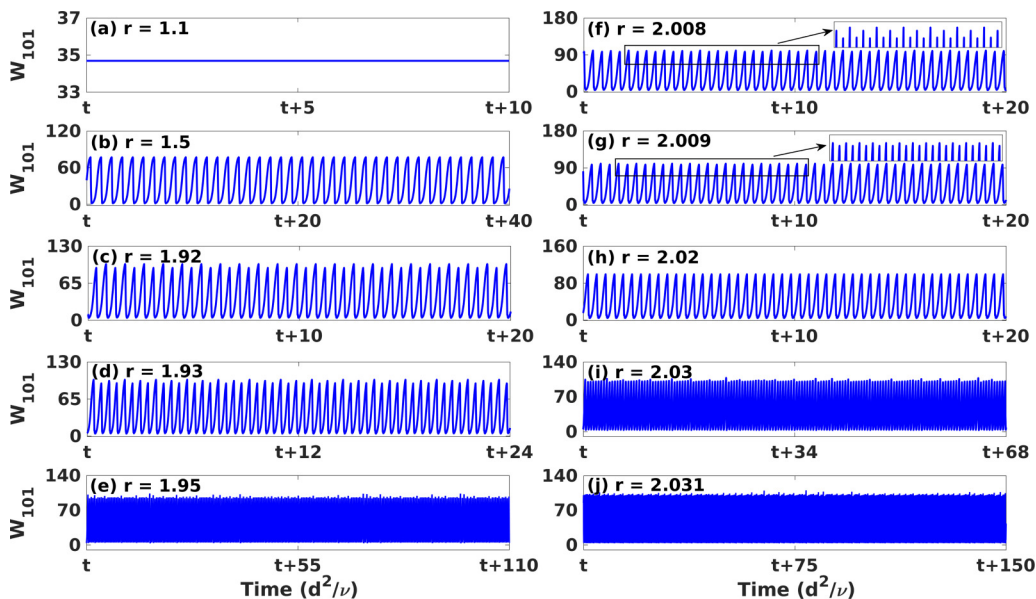 37
(a) r = 1.1
35
33
W101
t
t+5
t+10
120
(b) r = 1.5
60
0
W101
t
t+20
t+40
130
(c) r = 1.92
65
0
W101
t
t+10
t+20
130
(d) r = 1.93
65
0
W101
t
t+12
t+24
140
(e) r = 1.95
70
0
W101
t
t+55
t+110
Time (d²/ν)
180
(f) r = 2.008
90
0
t
t+10
t+20
180
(g) r = 2.009
90
0
t
t+10
t+20
160
(h) r = 2.02
80
0
t
t+10
t+20
140
(i) r = 2.03
70
0
t
t+34
t+68
140
(j) r = 2.031
70
0
t
t+75
t+150
Time (d²/ν)